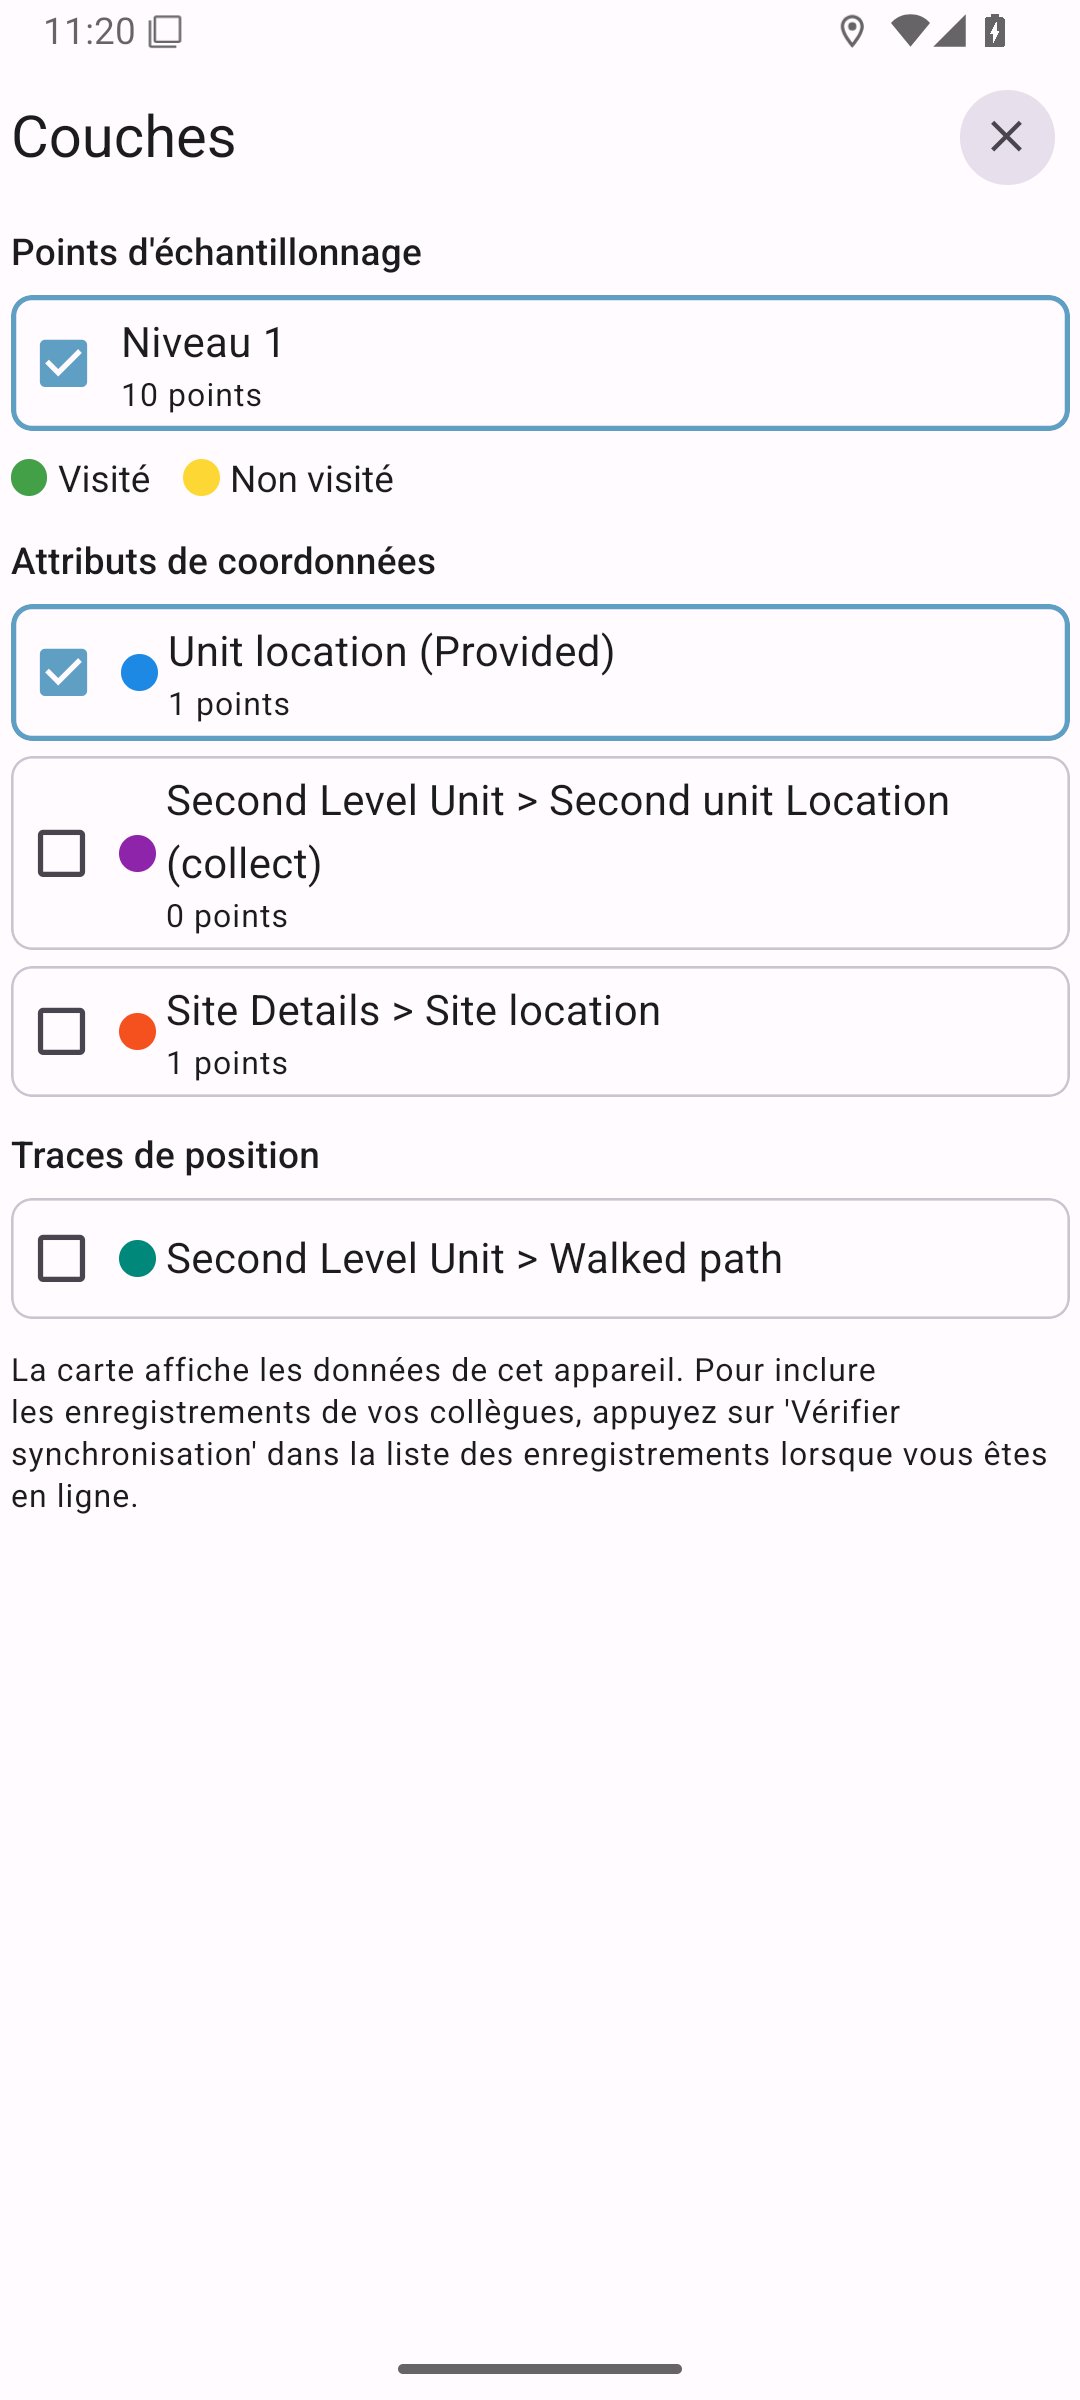 11:20
Couches
Points d'échantillonnage
Niveau 1
10 points
Visité
Non visité
Attributs de coordonnées
Unit location (Provided)
1 points
Second Level Unit > Second unit Location
(collect)
0 points
Site Details > Site location
1 points
Traces de position
Second Level Unit > Walked path
La carte affiche les données de cet appareil. Pour inclure
les enregistrements de vos collègues, appuyez sur 'Vérifier
synchronisation' dans la liste des enregistrements lorsque vous êtes
en ligne.